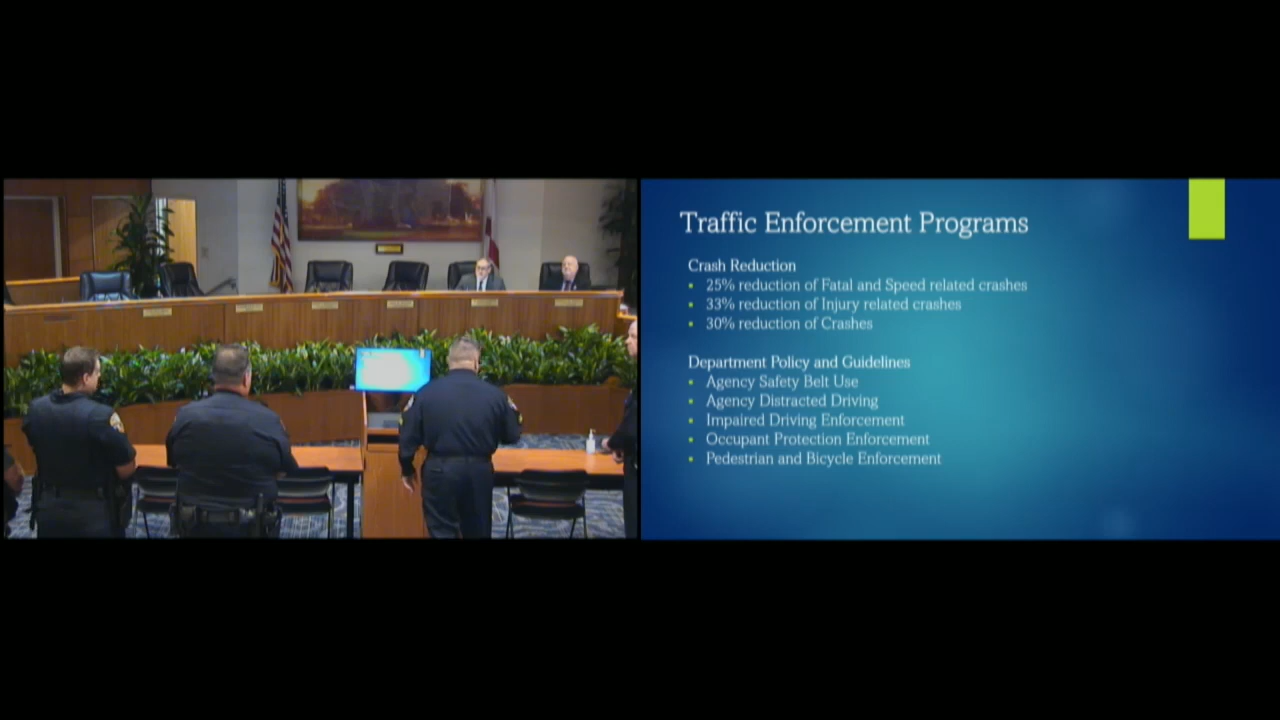 Traffic Enforcement Programs
Crash Reduction
25% reduction of Fatal and Speed related crashes
33% reduction of Injury related crashes
30% reduction of Crashes
Department Policy and Guidelines
Agency Safety Belt Use
Agency Distracted Driving
Impaired Driving Enforcement
Occupant Protection Enforcement
Pedestrian and Bicycle Enforcement